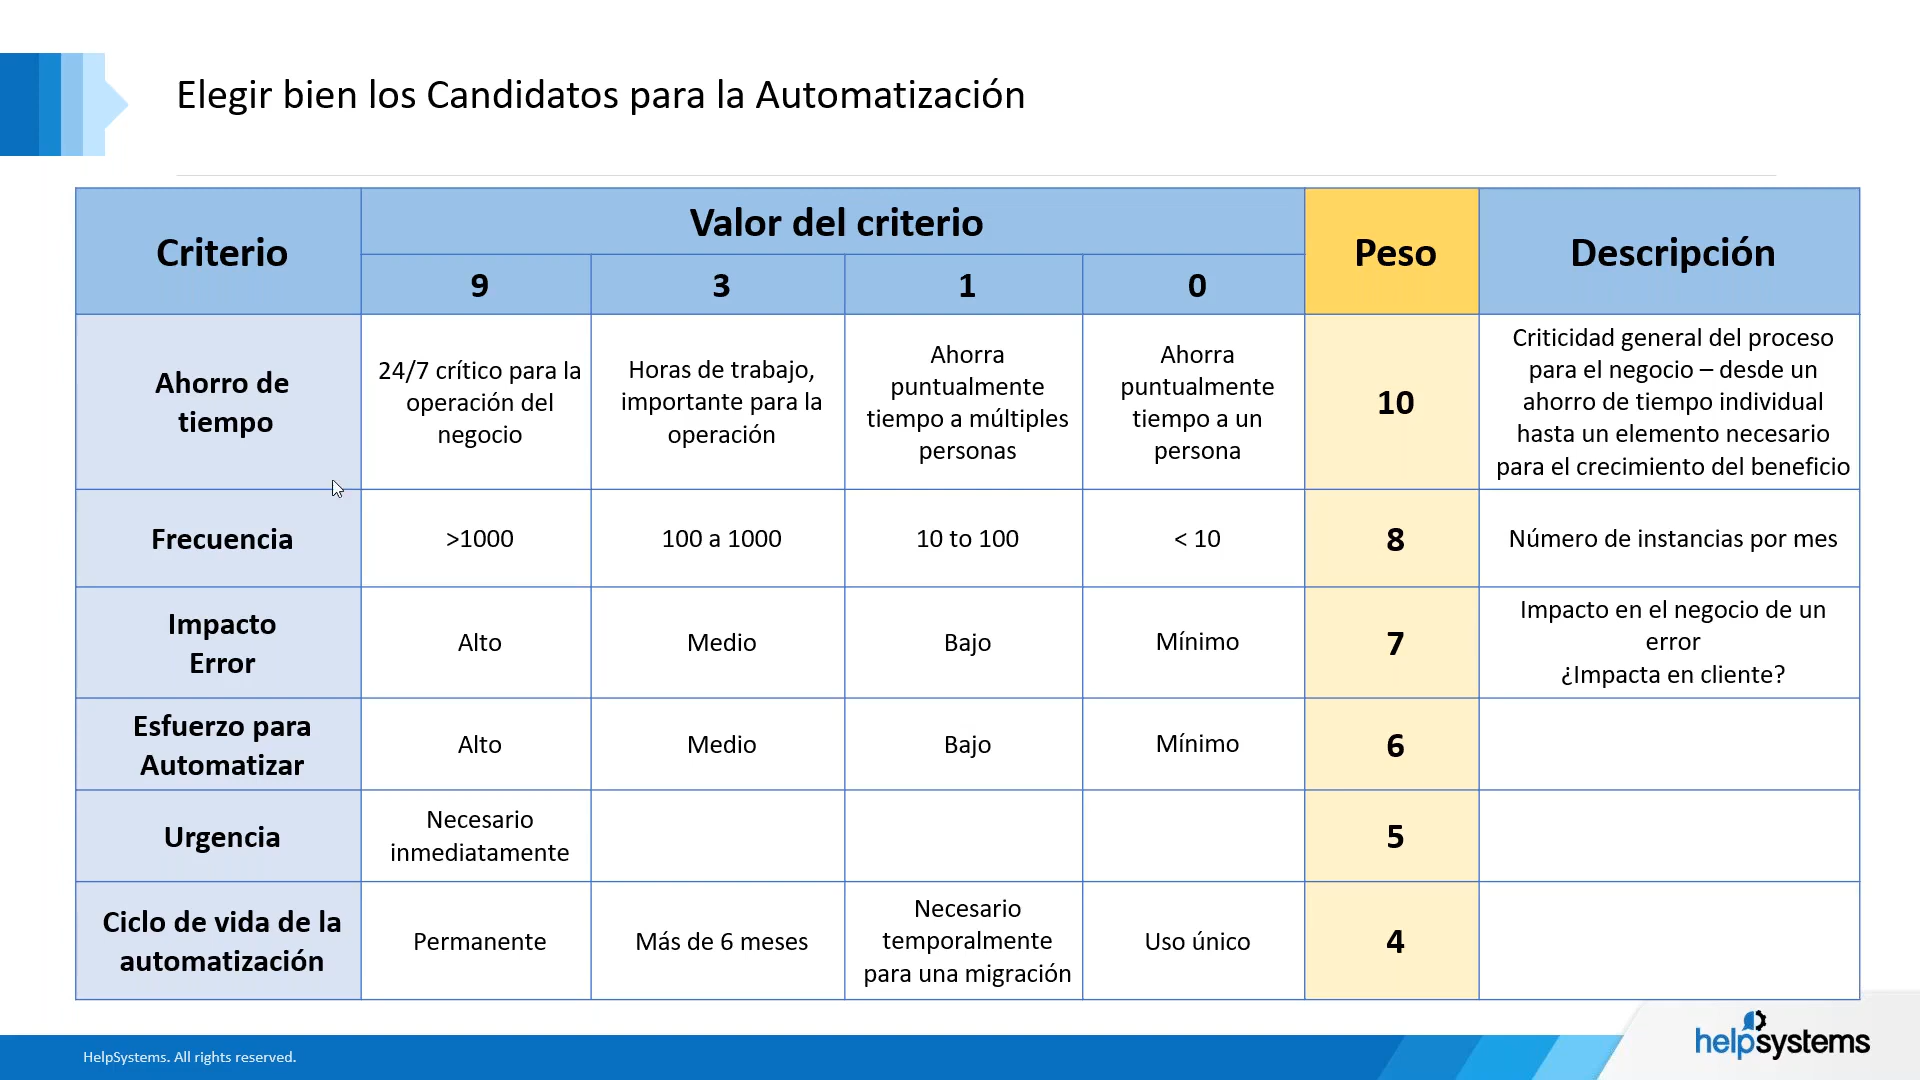 Elegir bien los Candidatos para la Automatización
Criterio
Valor del criterio
Peso
Descripción
9
3
1
0
Ahorro de
tiempo
24/7 crítico para la
operación del
negocio
Horas de trabajo,
importante para la
operación
Ahorra
puntualmente
tiempo a múltiples
personas
Ahorra
puntualmente
tiempo a un
persona
10
Criticidad general del proceso
para el negocio – desde un
ahorro de tiempo individual
hasta un elemento necesario
para el crecimiento del beneficio
Frecuencia
>1000
100 a 1000
10 to 100
< 10
8
Número de instancias por mes
Impacto
Error
Alto
Medio
Bajo
Mínimo
7
Impacto en el negocio de un
error
¿Impacta en cliente?
Esfuerzo para
Automatizar
Alto
Medio
Bajo
Mínimo
6
Urgencia
Necesario
inmediatamente
5
Ciclo de vida de la
automatización
Permanente
Más de 6 meses
Necesario
temporalmente
para una migración
Uso único
4
HelpSystems. All rights reserved.
helpsystems